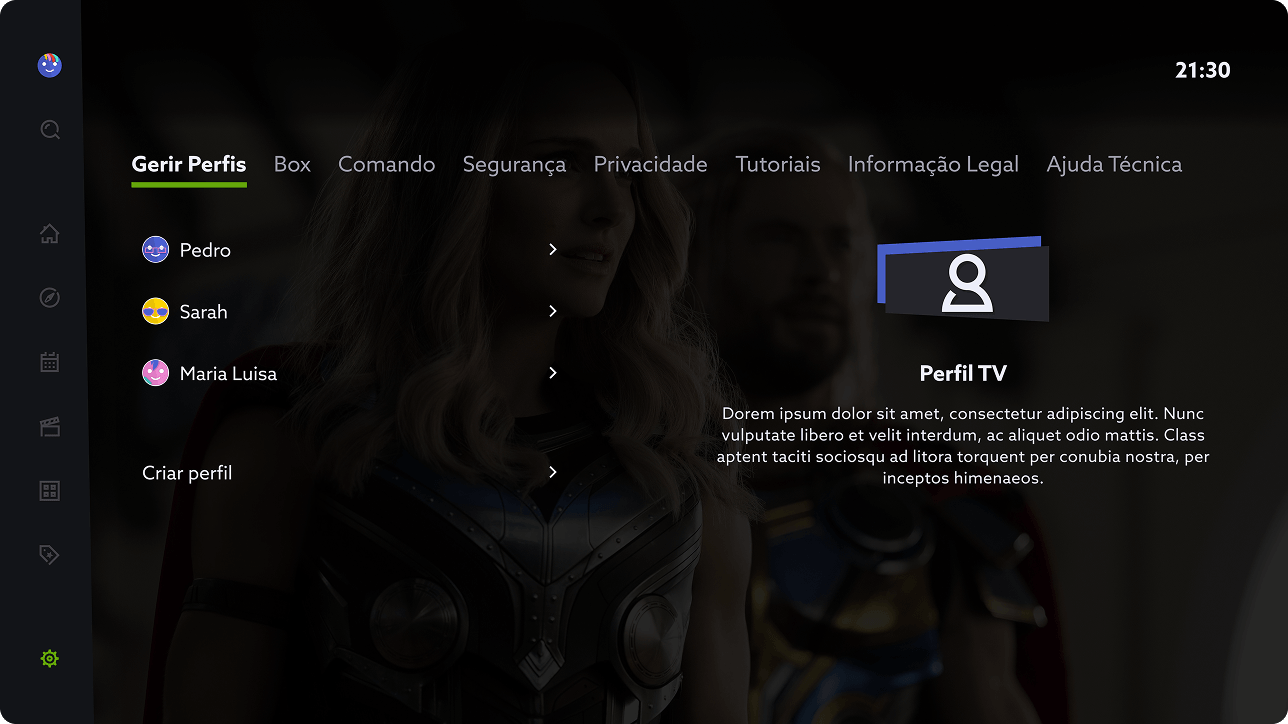 21:30
Gerir Perfis Box Comando Segurança Privacidade Tutoriais Informação Legal Ajuda Técnica
Pedro
Sarah
Maria Luisa
Criar perfil
Perfil TV
Dorem ipsum dolor sit amet, consectetur adipiscing elit. Nunc
vulputate libero et velit interdum, ac aliquet odio mattis. Class
aptent taciti sociosqu ad litora torquent per conubia nostra, per
inceptos himenaeos.